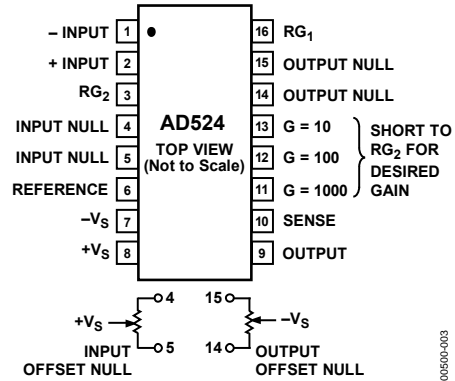 – INPUT 1
+ INPUT 2
RG2 3
INPUT NULL 4
INPUT NULL 5
REFERENCE 6
–VS 7
+VS 8
AD524
TOP VIEW
(Not to Scale)
16 RG1
15 OUTPUT NULL
14 OUTPUT NULL
13 G = 10
12 G = 100
11 G = 1000
10 SENSE
9 OUTPUT
SHORT TO
RG2 FOR
DESIRED
GAIN
4
+VS
5
INPUT
OFFSET NULL
15
–VS
14
OUTPUT
OFFSET NULL
00500-003